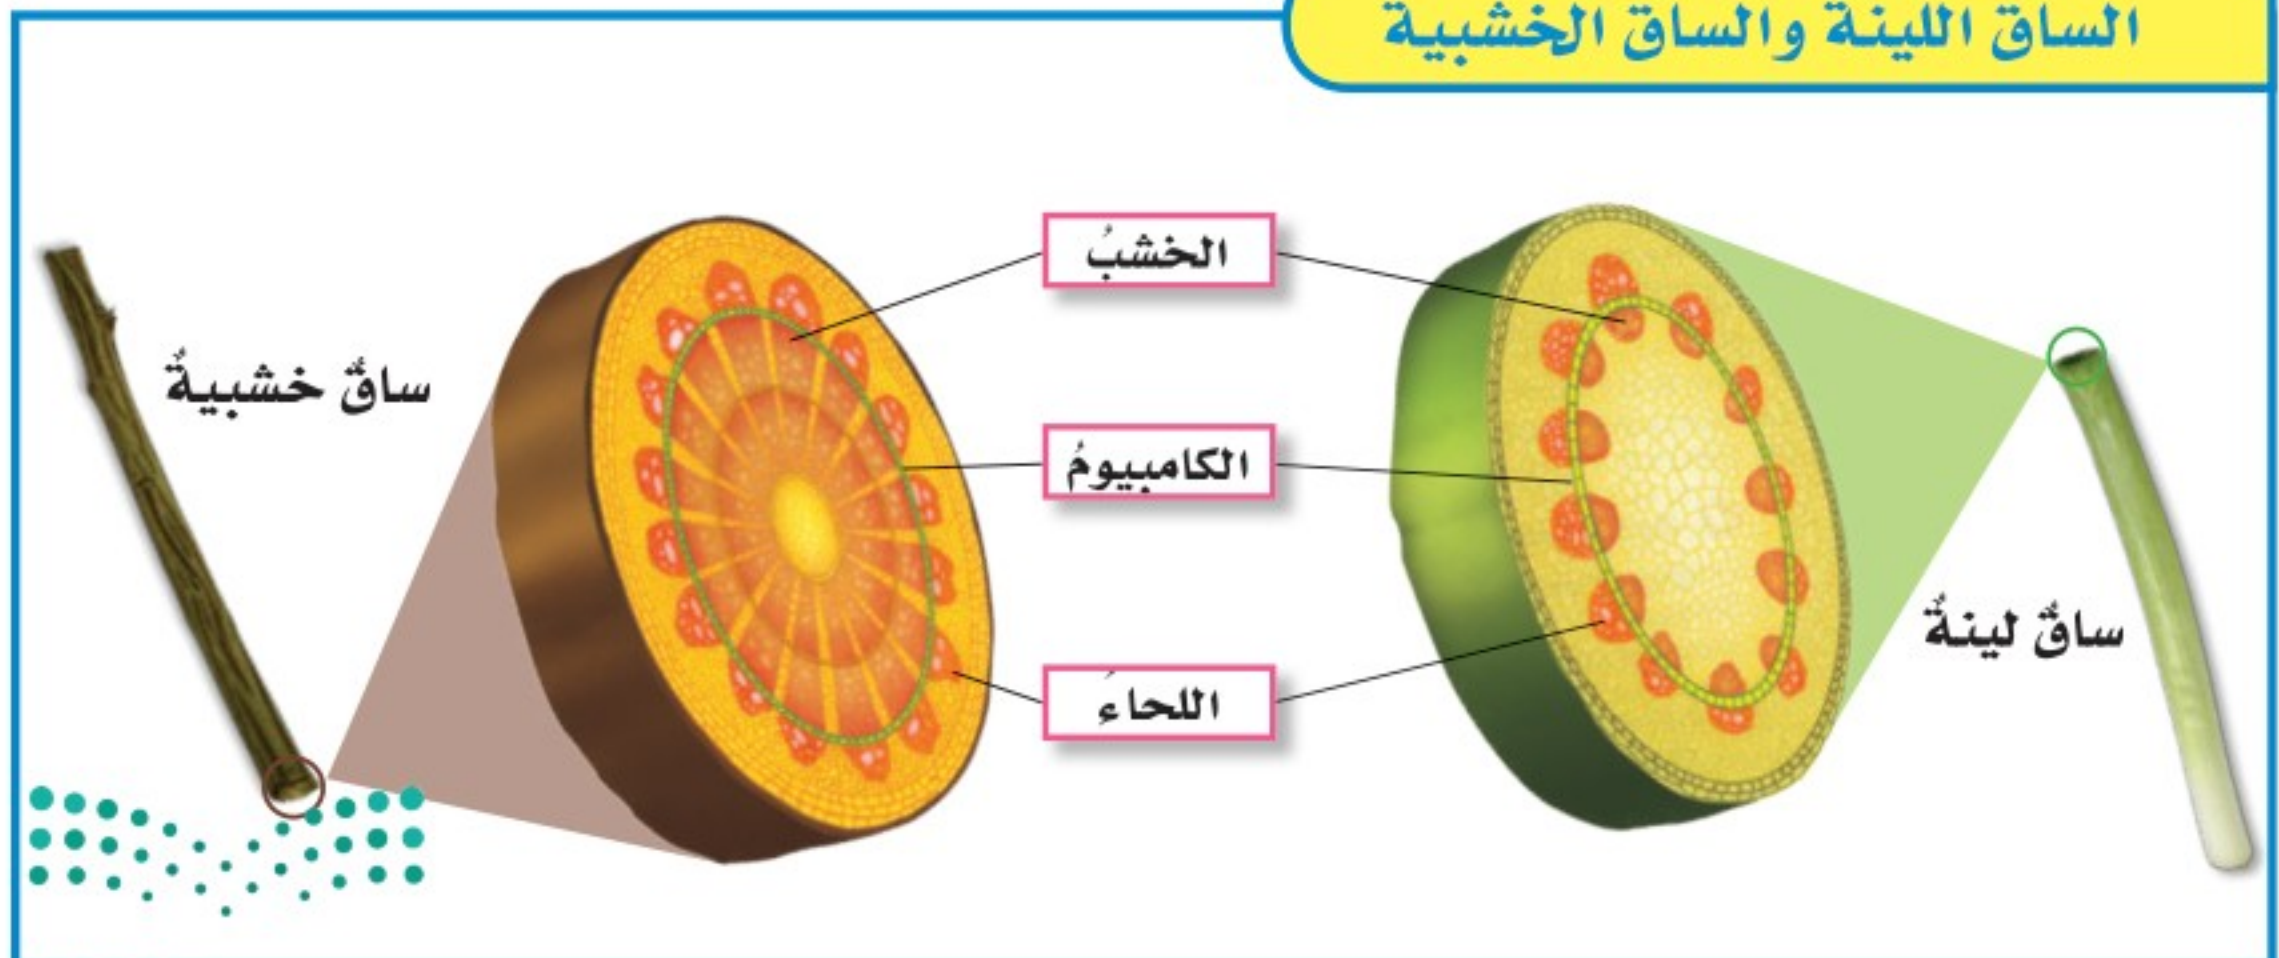 الساق اللينة والساق الخشبية
الخشبُ
ساقٌ خشبيةٌ
الكامبيومُ
ساقٌ لينةٌ
اللحاءَ